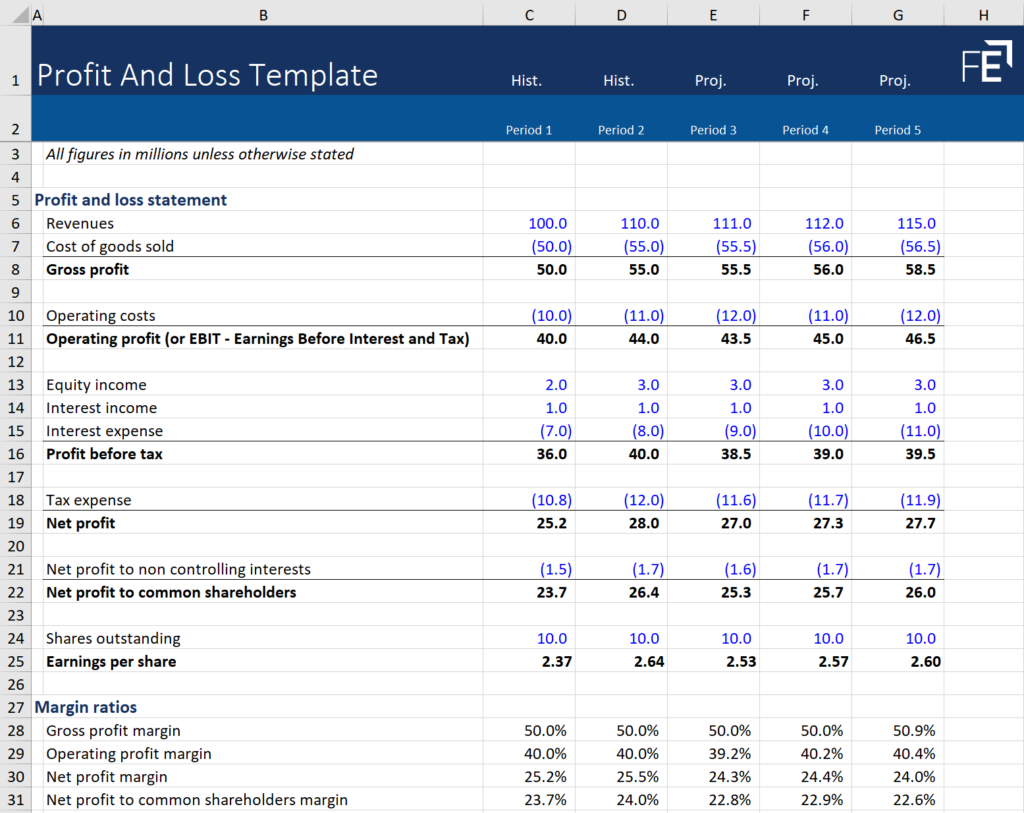 A B C D E F G H
1 Profit And Loss Template Hist. Hist. Proj. Proj. Proj. FE
2 Period 1 Period 2 Period 3 Period 4 Period 5
3 All figures in millions unless otherwise stated
4
5 Profit and loss statement
6 Revenues 100.0 110.0 111.0 112.0 115.0
7 Cost of goods sold (50.0) (55.0) (55.5) (56.0) (56.5)
8 Gross profit 50.0 55.0 55.5 56.0 58.5
9
10 Operating costs (10.0) (11.0) (12.0) (11.0) (12.0)
11 Operating profit (or EBIT - Earnings Before Interest and Tax) 40.0 44.0 43.5 45.0 46.5
12
13 Equity income 2.0 3.0 3.0 3.0 3.0
14 Interest income 1.0 1.0 1.0 1.0 1.0
15 Interest expense (7.0) (8.0) (9.0) (10.0) (11.0)
16 Profit before tax 36.0 40.0 38.5 39.0 39.5
17
18 Tax expense (10.8) (12.0) (11.6) (11.7) (11.9)
19 Net profit 25.2 28.0 27.0 27.3 27.7
20
21 Net profit to non controlling interests (1.5) (1.7) (1.6) (1.7) (1.7)
22 Net profit to common shareholders 23.7 26.4 25.3 25.7 26.0
23
24 Shares outstanding 10.0 10.0 10.0 10.0 10.0
25 Earnings per share 2.37 2.64 2.53 2.57 2.60
26
27 Margin ratios
28 Gross profit margin 50.0% 50.0% 50.0% 50.0% 50.9%
29 Operating profit margin 40.0% 40.0% 39.2% 40.2% 40.4%
30 Net profit margin 25.2% 25.5% 24.3% 24.4% 24.0%
31 Net profit to common shareholders margin 23.7% 24.0% 22.8% 22.9% 22.6%